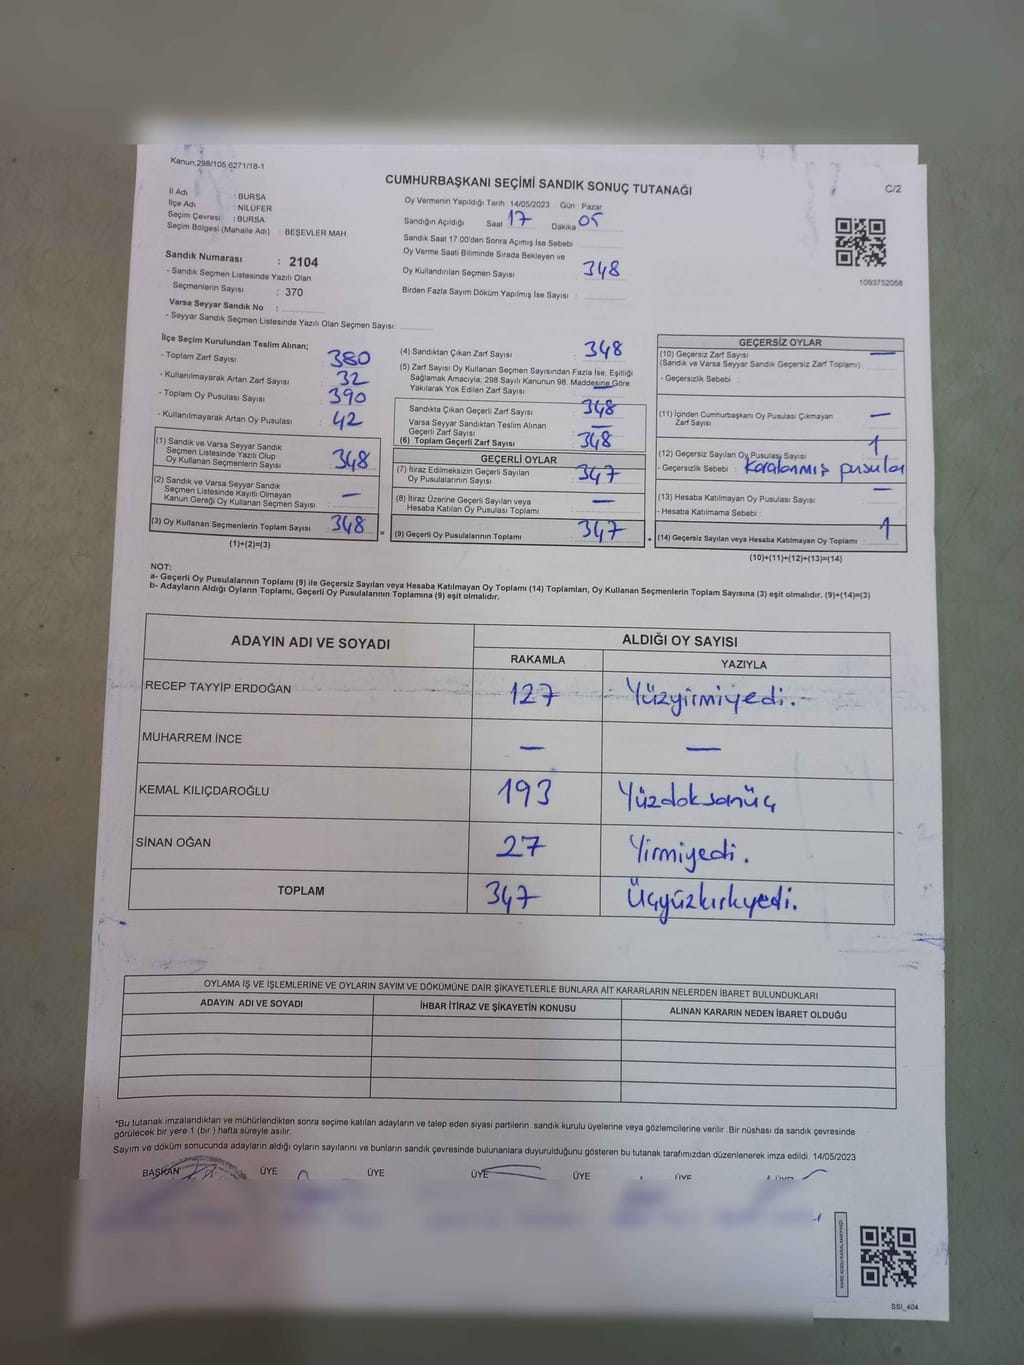 Kanun;298/105,6271/18-1
CUMHURBAŞKANI SEÇİMİ SANDIK SONUÇ TUTANAĞI
C/2
İl Adı : BURSA
İlçe Adı : NİLÜFER
Seçim Çevresi : BURSA
Seçim Bölgesi (Mahalle Adı) : BEŞEVLER MAH.
Oy Vermenin Yapıldığı Tarih : 14/05/2023 Gün : Pazar
Sandığın Açıldığı Saat 17 Dakika 05
Sandık Saat 17:00'den Sonra Açılmış İse Sebebi :
Oy Verme Saati Bitiminde Sırada Bekleyen ve
Oy Kullandırılan Seçmen Sayısı : 348
Birden Fazla Sayım Döküm Yapılmış İse Sayısı :
1093752058
Sandık Numarası : 2104
- Sandık Seçmen Listesinde Yazılı Olan
Seçmenlerin Sayısı : 370
Varsa Seyyar Sandık No :
- Seyyar Sandık Seçmen Listesinde Yazılı Olan Seçmen Sayısı:
İlçe Seçim Kurulundan Teslim Alınan;
- Toplam Zarf Sayısı : 380
- Kullanılmayarak Artan Zarf Sayısı : 32
- Toplam Oy Pusulası Sayısı : 390
- Kullanılmayarak Artan Oy Pusulası : 42
(1) Sandık ve Varsa Seyyar Sandık
Seçmen Listesinde Yazılı Olup
Oy Kullanan Seçmenlerin Sayısı : 348
(2) Sandık ve Varsa Seyyar Sandık
Seçmen Listesinde Kayıtlı Olmayan
Kanun Gereği Oy Kullanan Seçmen Sayısı : —
(3) Oy Kullanan Seçmenlerin Toplam Sayısı : 348
(1)+(2)=(3)
(4) Sandıktan Çıkan Zarf Sayısı : 348
(5) Zarf Sayısı Oy Kullanan Seçmen Sayısından Fazla İse, Eşitliği
Sağlamak Amacıyla; 298 Sayılı Kanunun 98. Maddesine Göre
Yakılarak Yok Edilen Zarf Sayısı : —
Sandıkta Çıkan Geçerli Zarf Sayısı : 348
Varsa Seyyar Sandıktan Teslim Alınan
Geçerli Zarf Sayısı : —
(6) Toplam Geçerli Zarf Sayısı : 348
GEÇERLİ OYLAR
(7) İtiraz Edilmeksizin Geçerli Sayılan
Oy Pusulalarının Sayısı : 347
(8) İtiraz Üzerine Geçerli Sayılan veya
Hesaba Katılan Oy Pusulası Toplamı : —
= (9) Geçerli Oy Pusulalarının Toplamı : 347
GEÇERSİZ OYLAR
(10) Geçersiz Zarf Sayısı —
(Sandık ve Varsa Seyyar Sandık Geçersiz Zarf Toplamı) :
- Geçersizlik Sebebi :
(11) İçinden Cumhurbaşkanı Oy Pusulası Çıkmayan —
Zarf Sayısı :
(12) Geçersiz Sayılan Oy Pusulası Sayısı : 1
- Geçersizlik Sebebi : Karalanmış pusula
(13) Hesaba Katılmayan Oy Pusulası Sayısı : —
- Hesaba Katılmama Sebebi :
+ (14) Geçersiz Sayılan veya Hesaba Katılmayan Oy Toplamı : 1
(10)+(11)+(12)+(13)=(14)
NOT:
a- Geçerli Oy Pusulalarının Toplamı (9) ile Geçersiz Sayılan veya Hesaba Katılmayan Oy Toplamı (14) Toplamları, Oy Kullanan Seçmenlerin Toplam Sayısına (3) eşit olmalıdır. (9)+(14)=(3)
b- Adayların Aldığı Oyların Toplamı, Geçerli Oy Pusulalarının Toplamına (9) eşit olmalıdır.
ADAYIN ADI VE SOYADI ALDIĞI OY SAYISI
RAKAMLA YAZIYLA
RECEP TAYYİP ERDOĞAN 127 Yüzyirmiyedi.
MUHARREM İNCE — —
KEMAL KILIÇDAROĞLU 193 Yüzdoksanüç
SİNAN OĞAN 27 Yirmiyedi.
TOPLAM 347 Üçyüzkırkyedi.
OYLAMA İŞ VE İŞLEMLERİNE VE OYLARIN SAYIM VE DÖKÜMÜNE DAİR ŞİKAYETLERLE BUNLARA AİT KARARLARIN NELERDEN İBARET BULUNDUKLARI
ADAYIN ADI VE SOYADI İHBAR İTİRAZ VE ŞİKAYETİN KONUSU ALINAN KARARIN NEDEN İBARET OLDUĞU
*Bu tutanak imzalandıktan ve mühürlendikten sonra seçime katılan adayların ve talep eden siyasi partilerin sandık kurulu üyelerine veya gözlemcilerine verilir. Bir nüshası da sandık çevresinde
görülecek bir yere 1 (bir ) hafta süreyle asılır.
Sayım ve döküm sonucunda adayların aldığı oyların sayılarını ve bunların sandık çevresinde bulunanlara duyurulduğunu gösteren bu tutanak tarafımızdan düzenlenerek imza edildi. 14/05/2023
BAŞKAN ÜYE ÜYE ÜYE ÜYE ÜYE ÜYE
SSİ_404